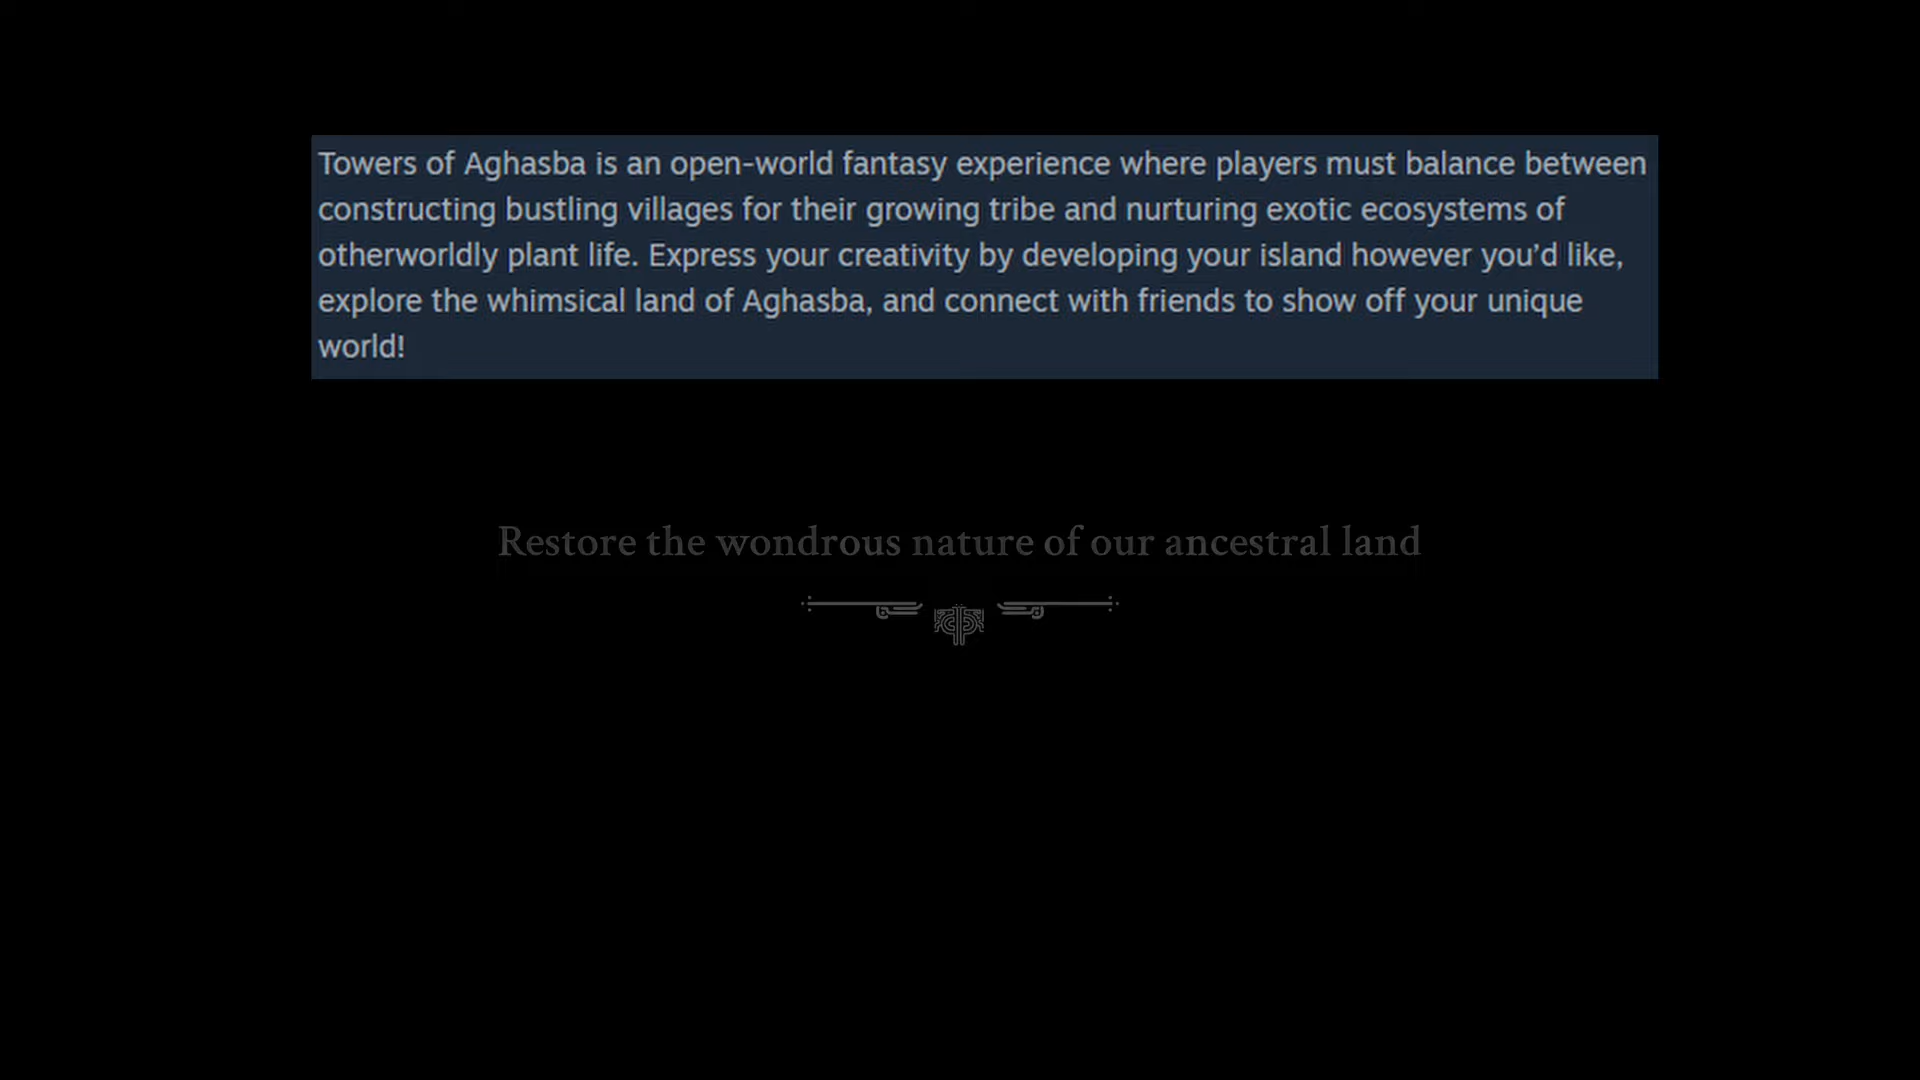 Towers of Aghasba is an open-world fantasy experience where players must balance between
constructing bustling villages for their growing tribe and nurturing exotic ecosystems of
otherworldly plant life. Express your creativity by developing your island however you’d like,
explore the whimsical land of Aghasba, and connect with friends to show off your unique
world!
Restore the wondrous nature of our ancestral land